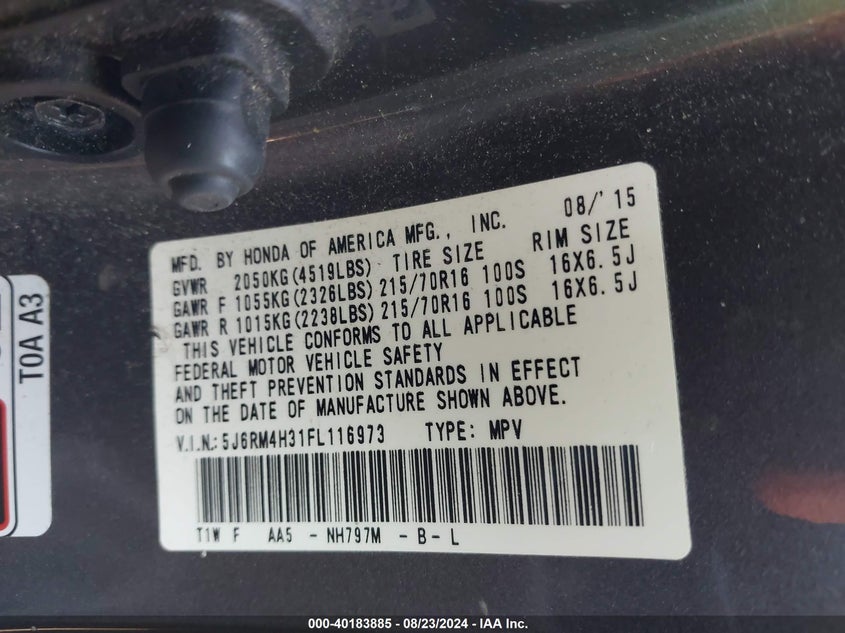 MFD. BY HONDA OF AMERICA MFG., INC. 08/'15
GVWR 2050KG(4519LBS) TIRE SIZE RIM SIZE
GAWR F 1055KG(2326LBS) 215/70R16 100S 16X6.5J
GAWR R 1015KG(2238LBS) 215/70R16 100S 16X6.5J
THIS VEHICLE CONFORMS TO ALL APPLICABLE
FEDERAL MOTOR VEHICLE SAFETY
AND THEFT PREVENTION STANDARDS IN EFFECT
ON THE DATE OF MANUFACTURE SHOWN ABOVE.
V.I.N.: 5J6RM4H31FL116973 TYPE: MPV
T1W F AA5 - NH797M - B - L
T0A A3
000-40183885 - 08/23/2024 - IAA Inc.